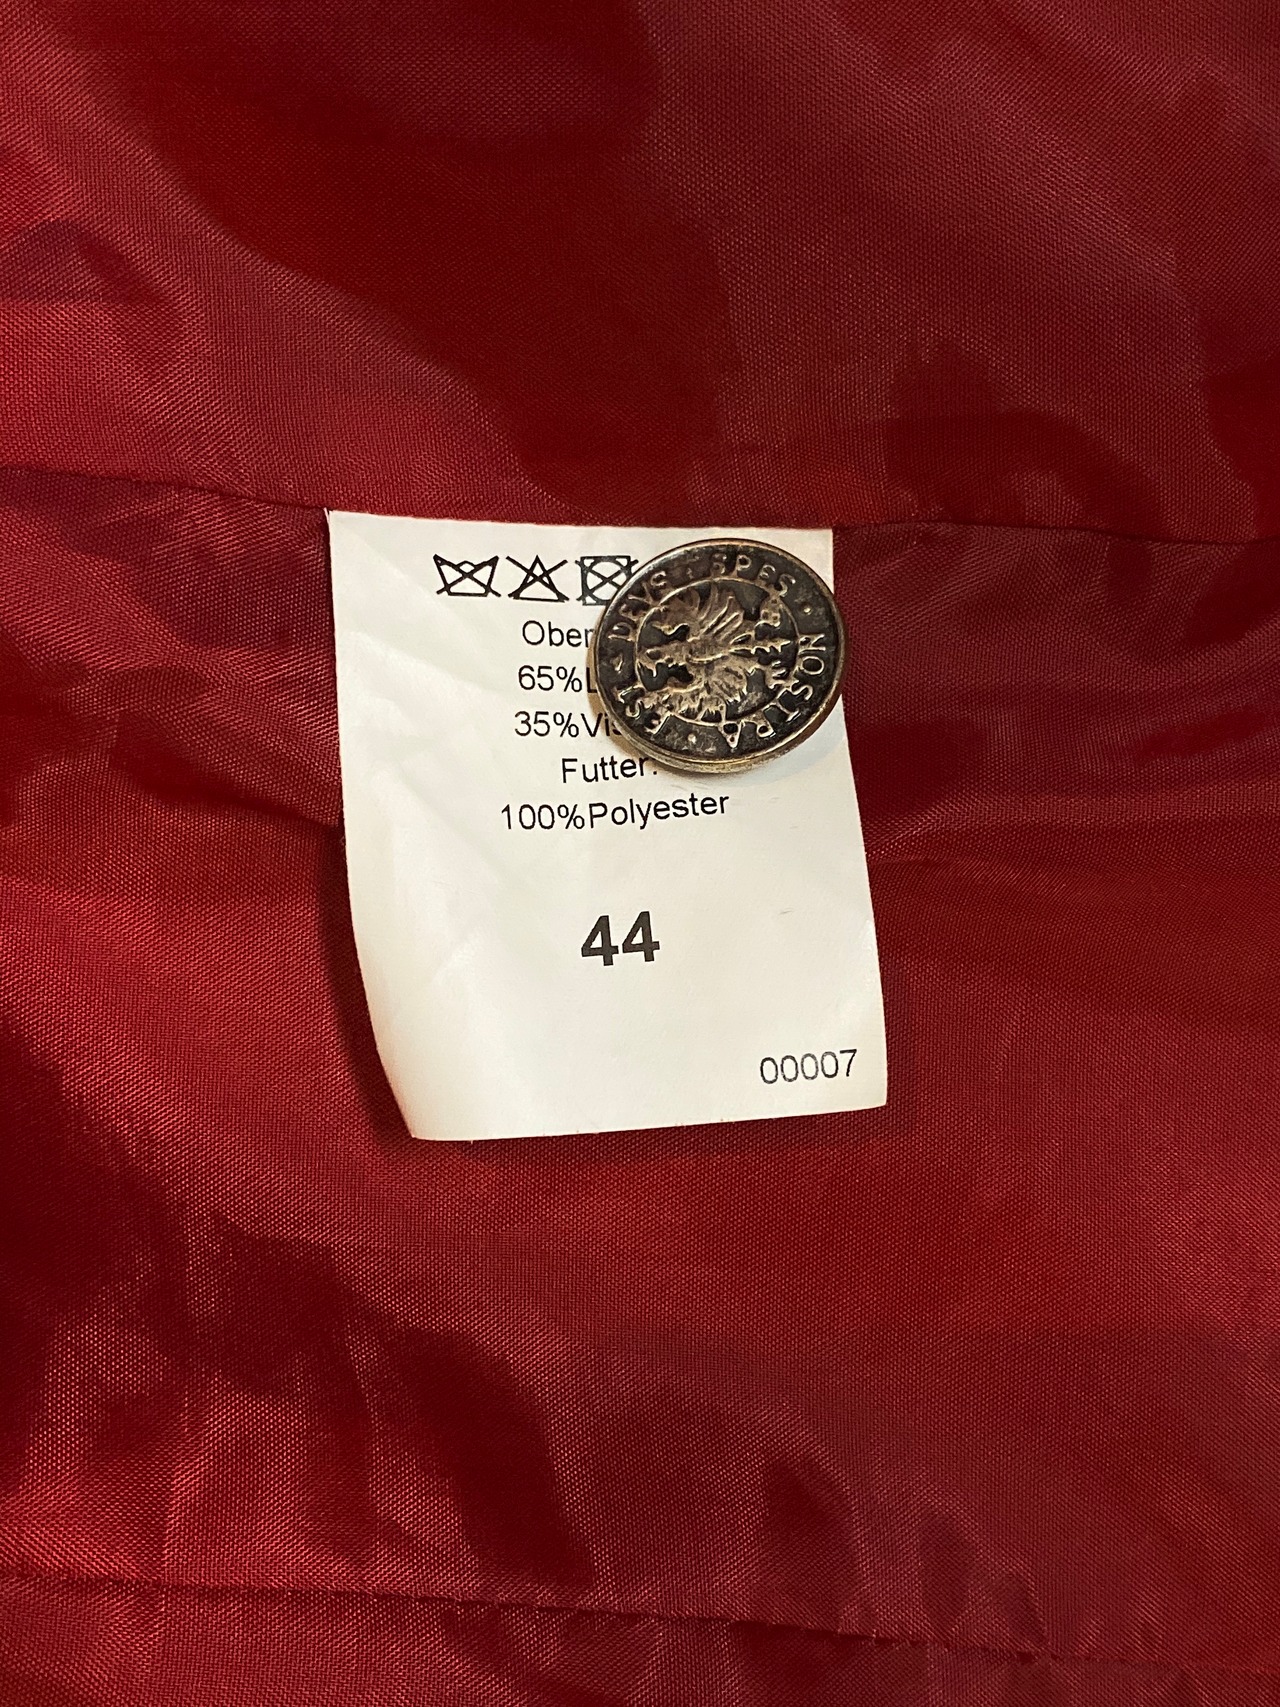 Ober
65%L
35%Vis
Futter:
100%Polyester
44
00007
DEVS · SPES · NOSTRA · EST ·